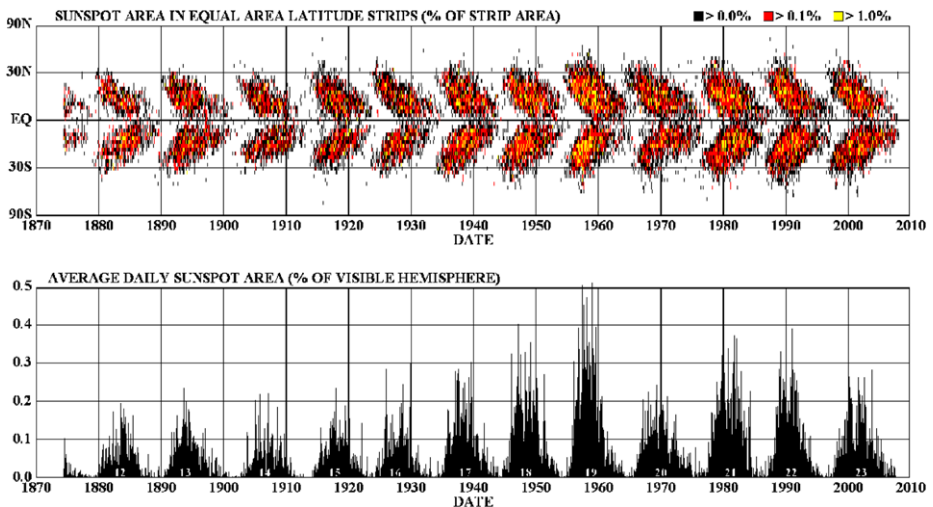 SUNSPOT AREA IN EQUAL AREA LATITUDE STRIPS (% OF STRIP AREA) > 0.0% > 0.1% > 1.0%
90N
30N
EQ
30S
90S
1870 1880 1890 1900 1910 1920 1930 1940 1950 1960 1970 1980 1990 2000 2010
DATE
AVERAGE DAILY SUNSPOT AREA (% OF VISIBLE HEMISPHERE)
0.5
0.4
0.3
0.2
0.1
12 13 14 15 16 17 18 19 20 21 22 23
0.0
1870 1880 1890 1900 1910 1920 1930 1940 1950 1960 1970 1980 1990 2000 2010
DATE